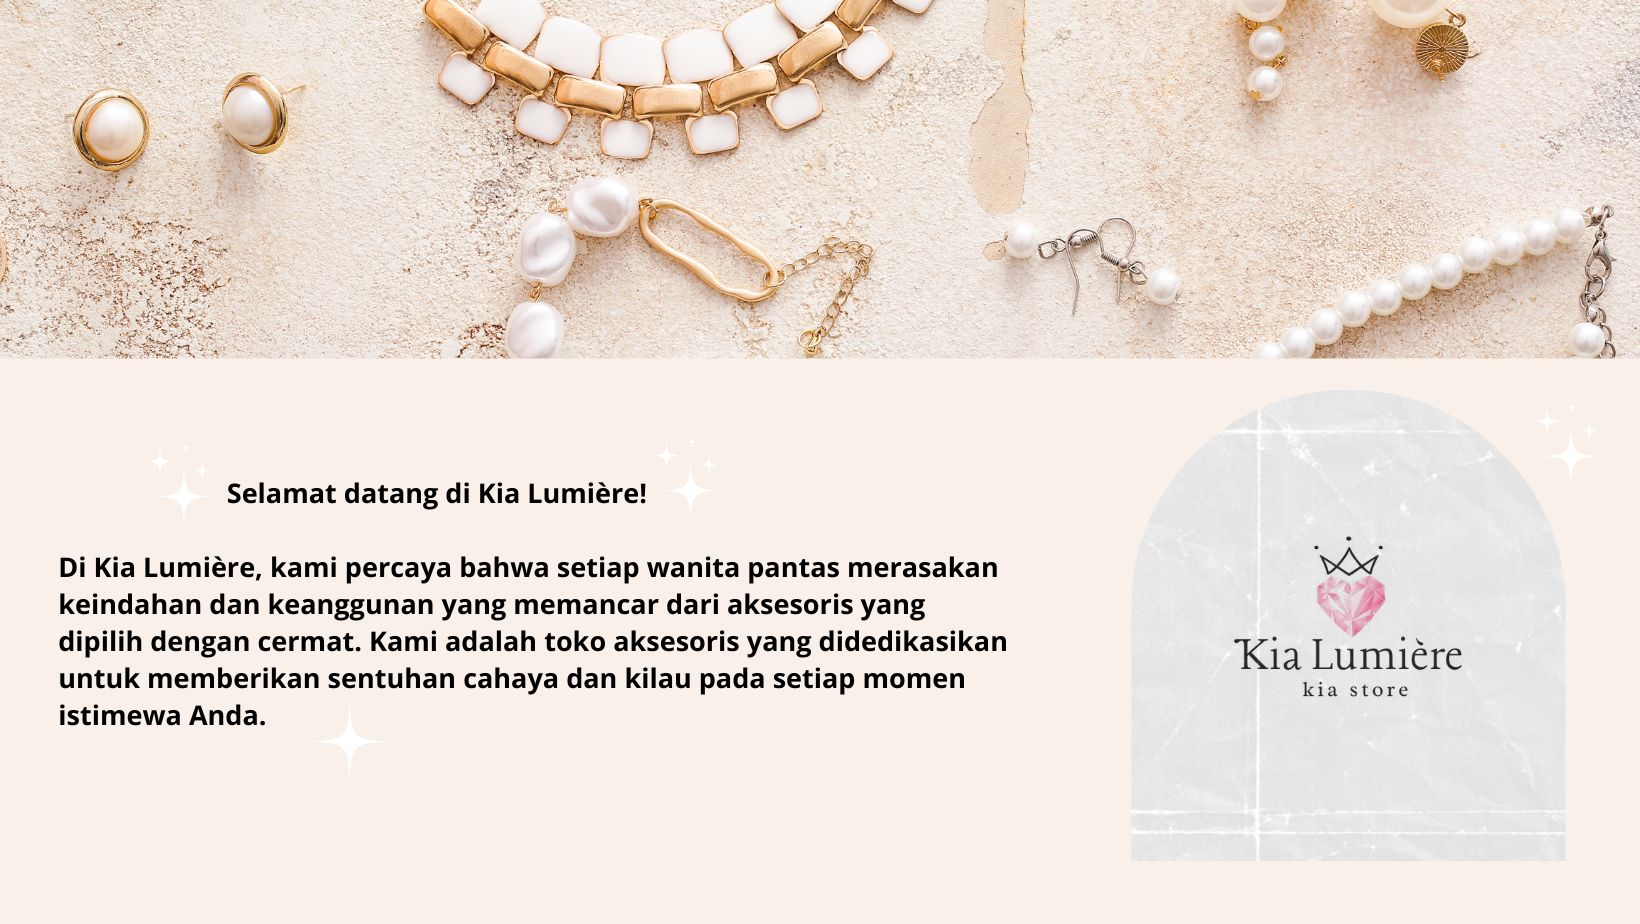 Selamat datang di Kia Lumière!
Di Kia Lumière, kami percaya bahwa setiap wanita pantas merasakan
keindahan dan keanggunan yang memancar dari aksesoris yang
dipilih dengan cermat. Kami adalah toko aksesoris yang didedikasikan
untuk memberikan sentuhan cahaya dan kilau pada setiap momen
istimewa Anda.
Kia Lumière
kia store